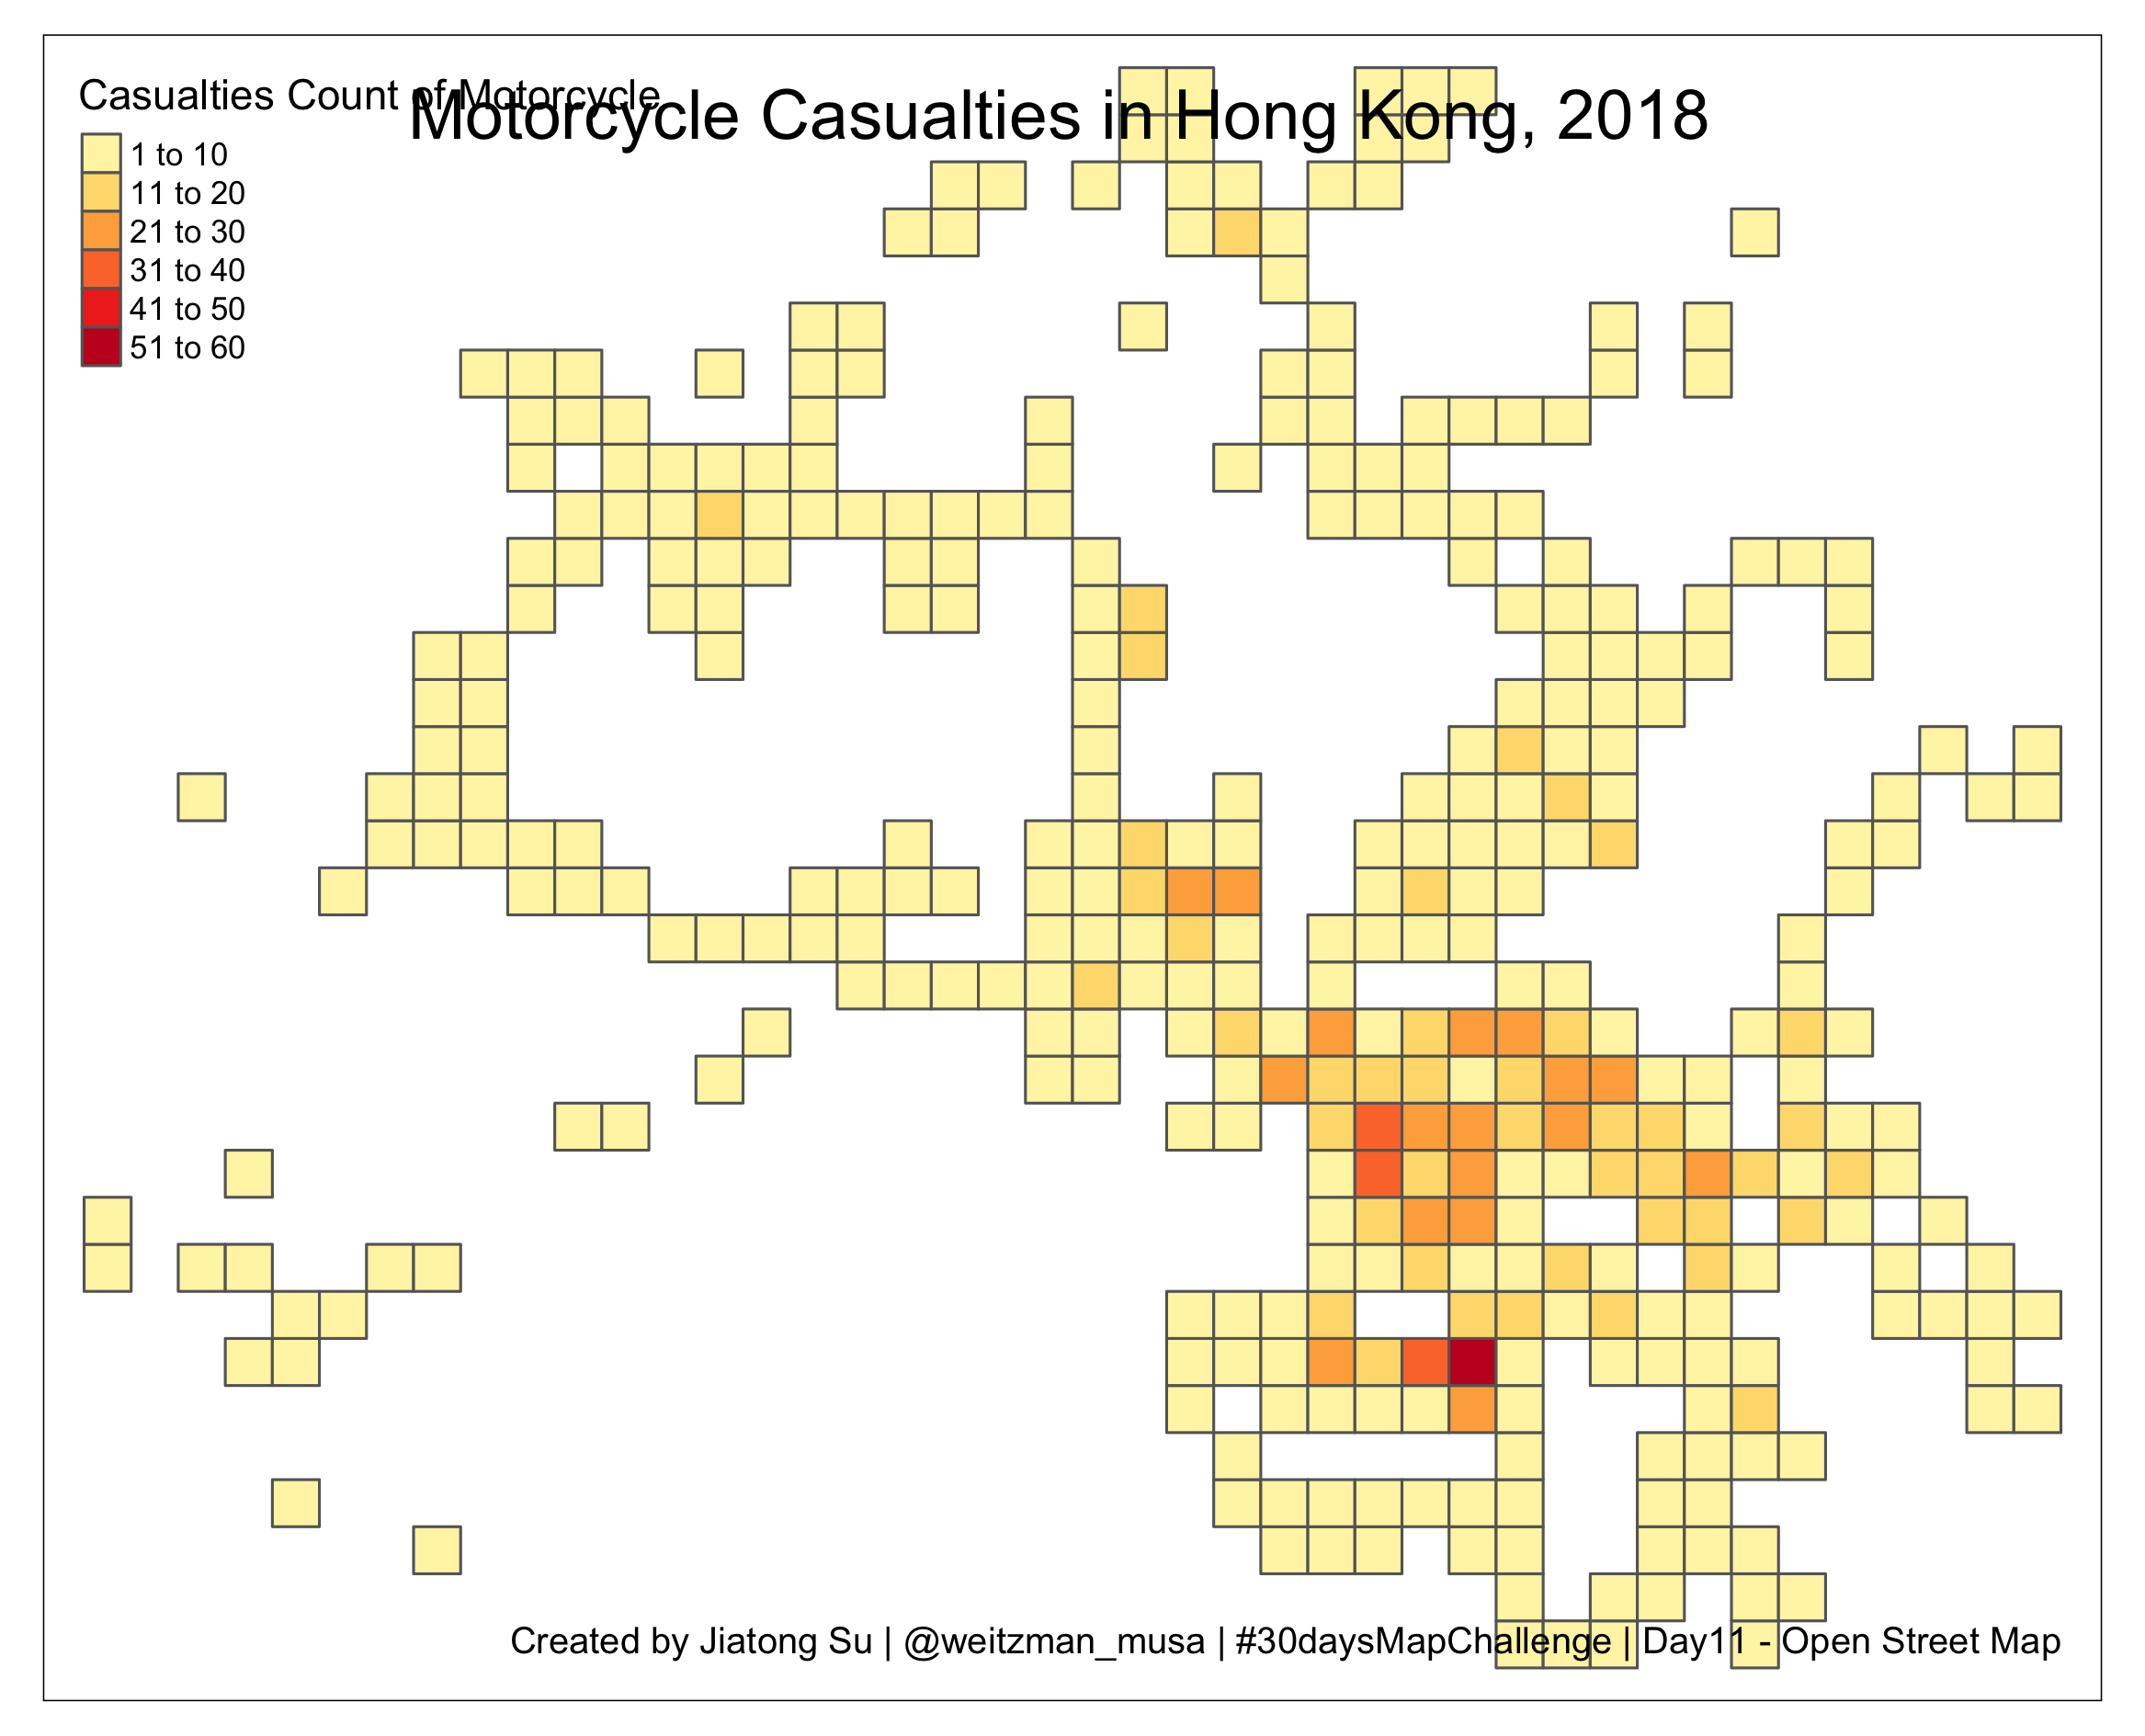 Casualties Count of Motorcycle
Motorcycle Casualties in Hong Kong, 2018
1 to 10
11 to 20
21 to 30
31 to 40
41 to 50
51 to 60
Created by Jiatong Su | @weitzman_musa | #30daysMapChallenge | Day11 - Open Street Map